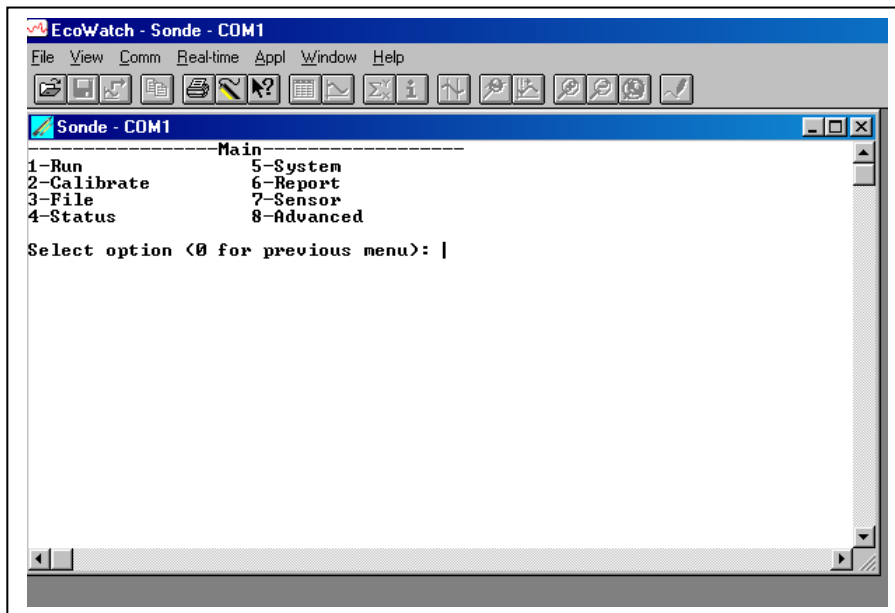 EcoWatch - Sonde - COM1
File View Comm Real-time Appl Window Help
Sonde - COM1
------------------Main-------------------
1-Run 5-System
2-Calibrate 6-Report
3-File 7-Sensor
4-Status 8-Advanced
Select option (0 for previous menu):